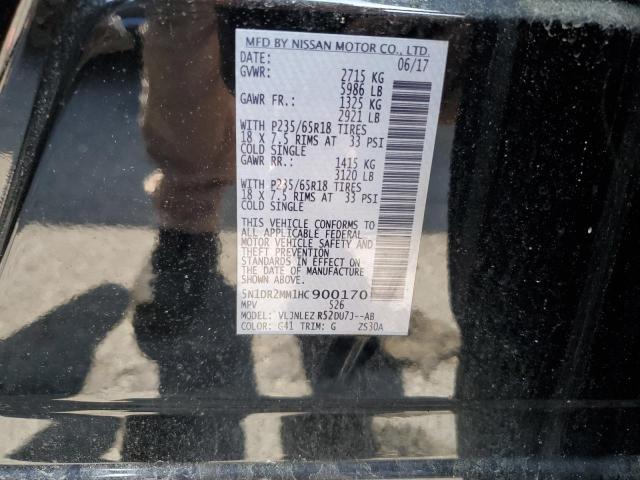 MFD BY NISSAN MOTOR CO., LTD.
DATE: 06/17
GVWR: 2715 KG
5986 LB
GAWR FR.: 1325 KG
2921 LB
WITH P235/65R18 TIRES
18 X 7.5 RIMS AT 33 PSI
COLD SINGLE
GAWR RR.: 1415 KG
3120 LB
WITH P235/65R18 TIRES
18 X 7.5 RIMS AT 33 PSI
COLD SINGLE
THIS VEHICLE CONFORMS TO
ALL APPLICABLE FEDERAL
MOTOR VEHICLE SAFETY AND
THEFT PREVENTION
STANDARDS IN EFFECT ON
THE DATE OF MANUFACTURE
SHOWN ABOVE.
5N1DR2MM1HC900170
MPV 526
MODEL: VLJNLEZ R52DU7J--AB
COLOR: G41 TRIM: G ZS30A